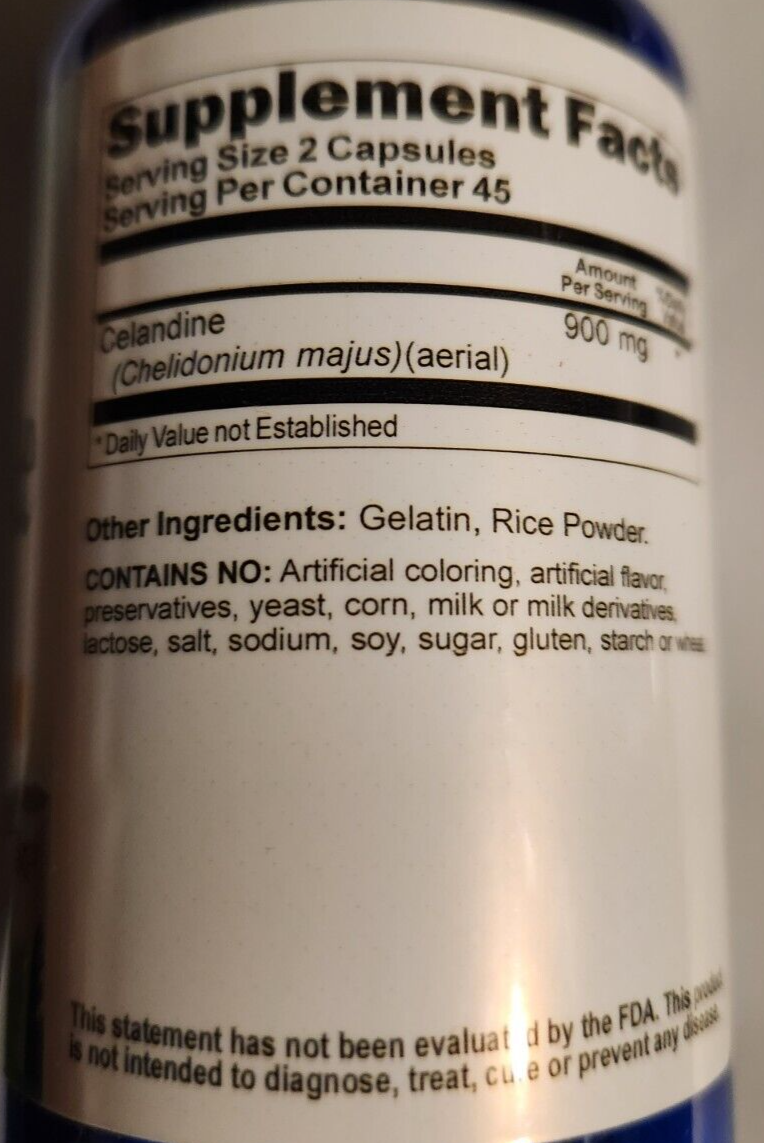 Supplement Facts
Serving Size 2 Capsules
Serving Per Container 45
Amount
Per Serving
Celandine 900 mg *
(Chelidonium majus)(aerial)
*Daily Value not Established
Other Ingredients: Gelatin, Rice Powder.
CONTAINS NO: Artificial coloring, artificial flavor,
preservatives, yeast, corn, milk or milk derivatives,
lactose, salt, sodium, soy, sugar, gluten, starch or
This statement has not been evaluated by the FDA. This product
is not intended to diagnose, treat, cure or prevent any disease.